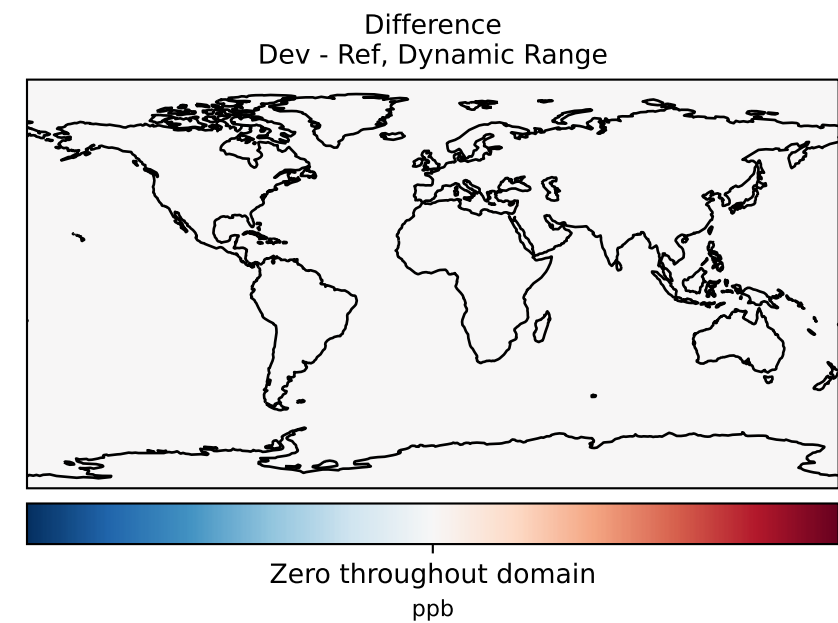 Difference
Dev - Ref, Dynamic Range
Zero throughout domain
ppb